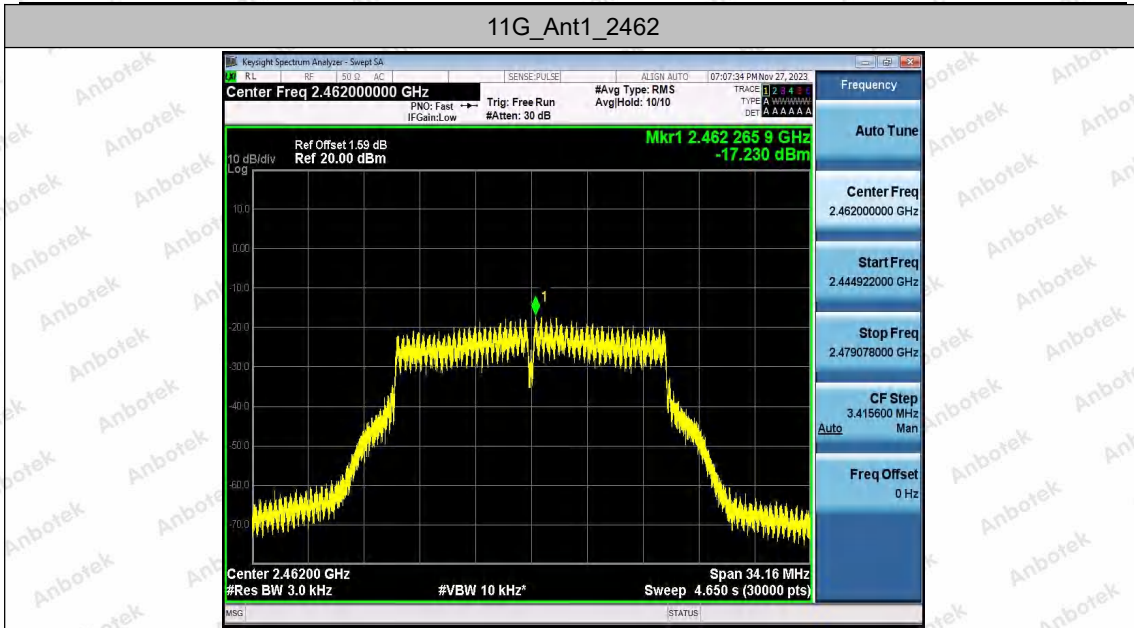 11G_Ant1_2462
Keysight Spectrum Analyzer - Swept SA
RL RF 50 Ω AC SENSE:PULSE ALIGN AUTO 07:07:34 PM Nov 27, 2023
Center Freq 2.462000000 GHz
PNO: Fast
IFGain:Low
Trig: Free Run
#Atten: 30 dB
#Avg Type: RMS
Avg|Hold: 10/10
TRACE 1 2 3 4 5 6
TYPE A WWWWW
DET A A A A A A
Mkr1 2.462 265 9 GHz
-17.230 dBm
Ref Offset 1.59 dB
10 dB/div Ref 20.00 dBm
Log
10.0
0.00
-10.0
-20.0
-30.0
-40.0
-50.0
-60.0
-70.0
1
Center 2.46200 GHz Span 34.16 MHz
#Res BW 3.0 kHz #VBW 10 kHz* Sweep 4.650 s (30000 pts)
MSG STATUS
Frequency
Auto Tune
Center Freq
2.462000000 GHz
Start Freq
2.444922000 GHz
Stop Freq
2.479078000 GHz
CF Step
3.415600 MHz
Auto Man
Freq Offset
0 Hz
Anbotek